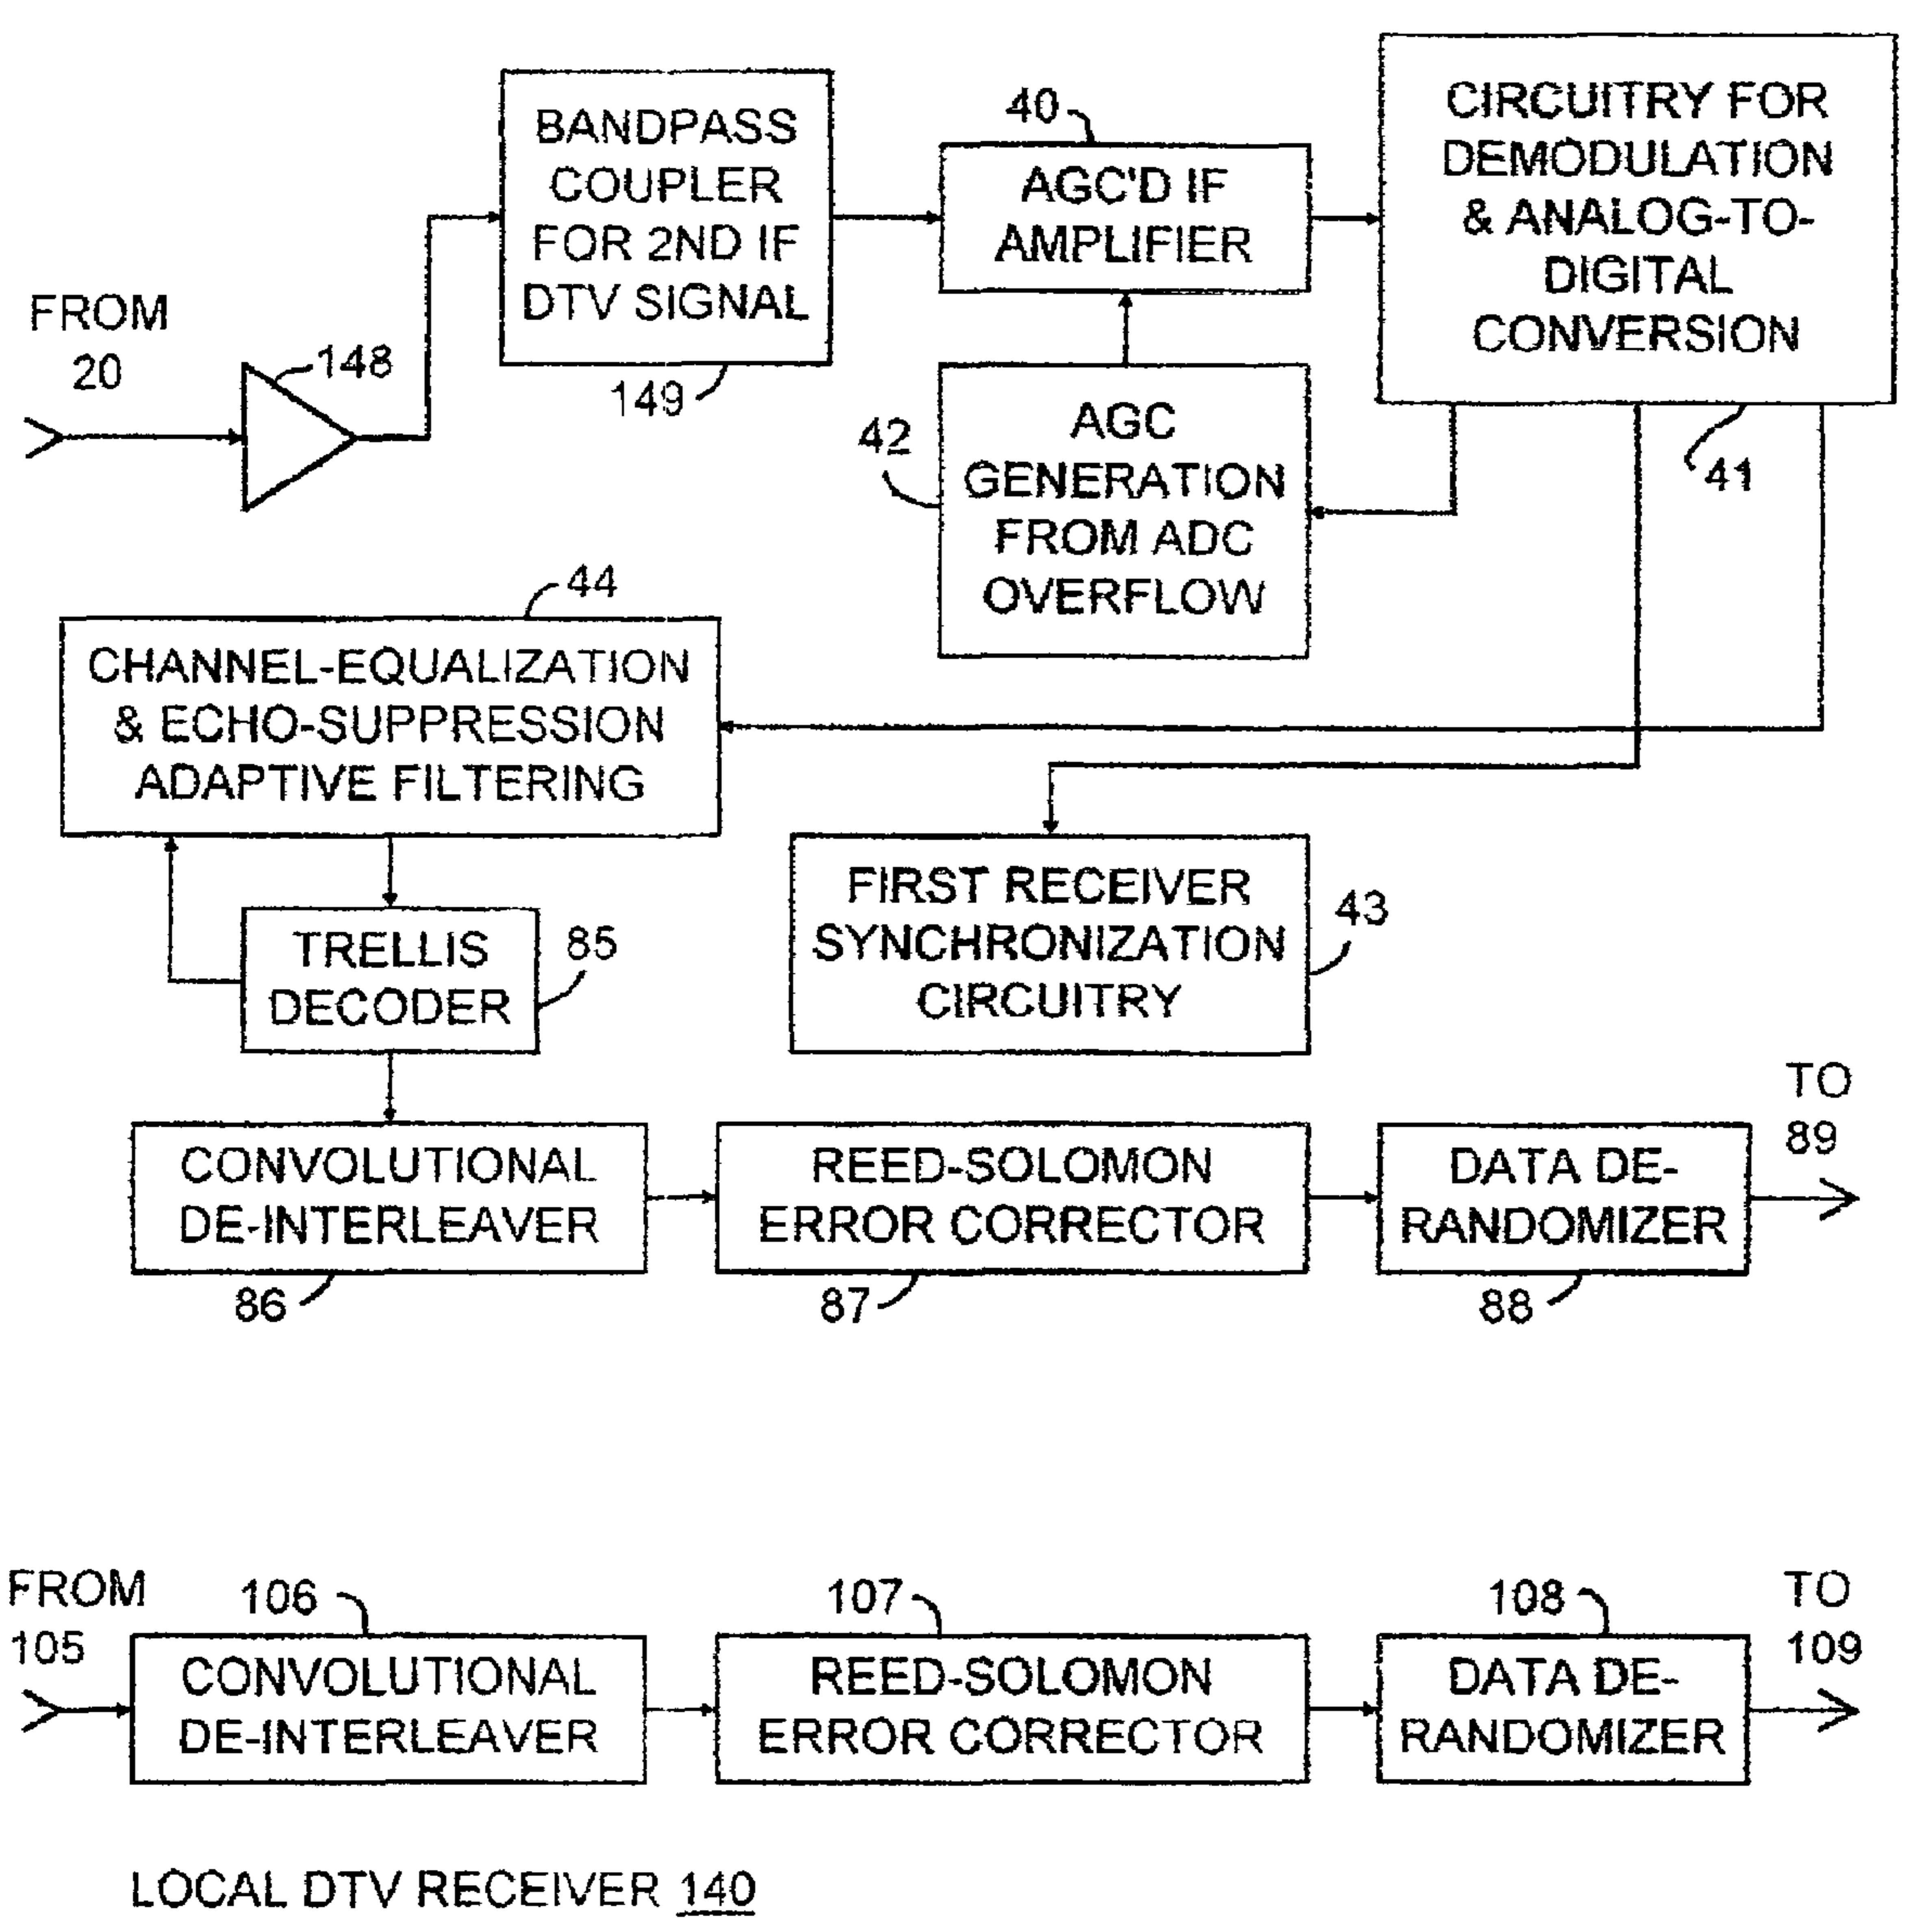 FROM
20
148
BANDPASS
COUPLER
FOR 2ND IF
DTV SIGNAL
149
40
AGC'D IF
AMPLIFIER
CIRCUITRY FOR
DEMODULATION
& ANALOG-TO-
DIGITAL
CONVERSION
41
42
AGC
GENERATION
FROM ADC
OVERFLOW
44
CHANNEL-EQUALIZATION
& ECHO-SUPPRESSION
ADAPTIVE FILTERING
TRELLIS
DECODER
85
FIRST RECEIVER
SYNCHRONIZATION
CIRCUITRY
43
CONVOLUTIONAL
DE-INTERLEAVER
86
REED-SOLOMON
ERROR CORRECTOR
87
DATA DE-
RANDOMIZER
88
TO
89
FROM
105
106
CONVOLUTIONAL
DE-INTERLEAVER
107
REED-SOLOMON
ERROR CORRECTOR
108
DATA DE-
RANDOMIZER
TO
109
LOCAL DTV RECEIVER 140